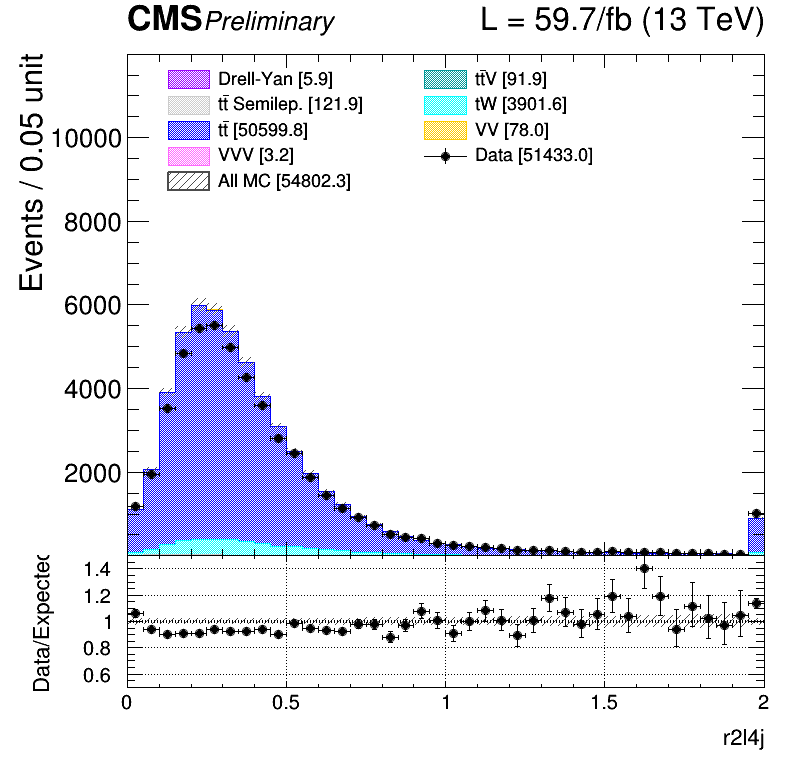 CMS Preliminary L = 59.7/fb (13 TeV)
Drell-Yan [5.9]
tt̄ Semilep. [121.9]
tt̄ [50599.8]
VVV [3.2]
All MC [54802.3]
tt̄V [91.9]
tW [3901.6]
VV [78.0]
Data [51433.0]
Events / 0.05 unit
10000
8000
6000
4000
2000
Data/Expected
1.4
1.2
1
0.8
0.6
0 0.5 1 1.5 2
r2l4j